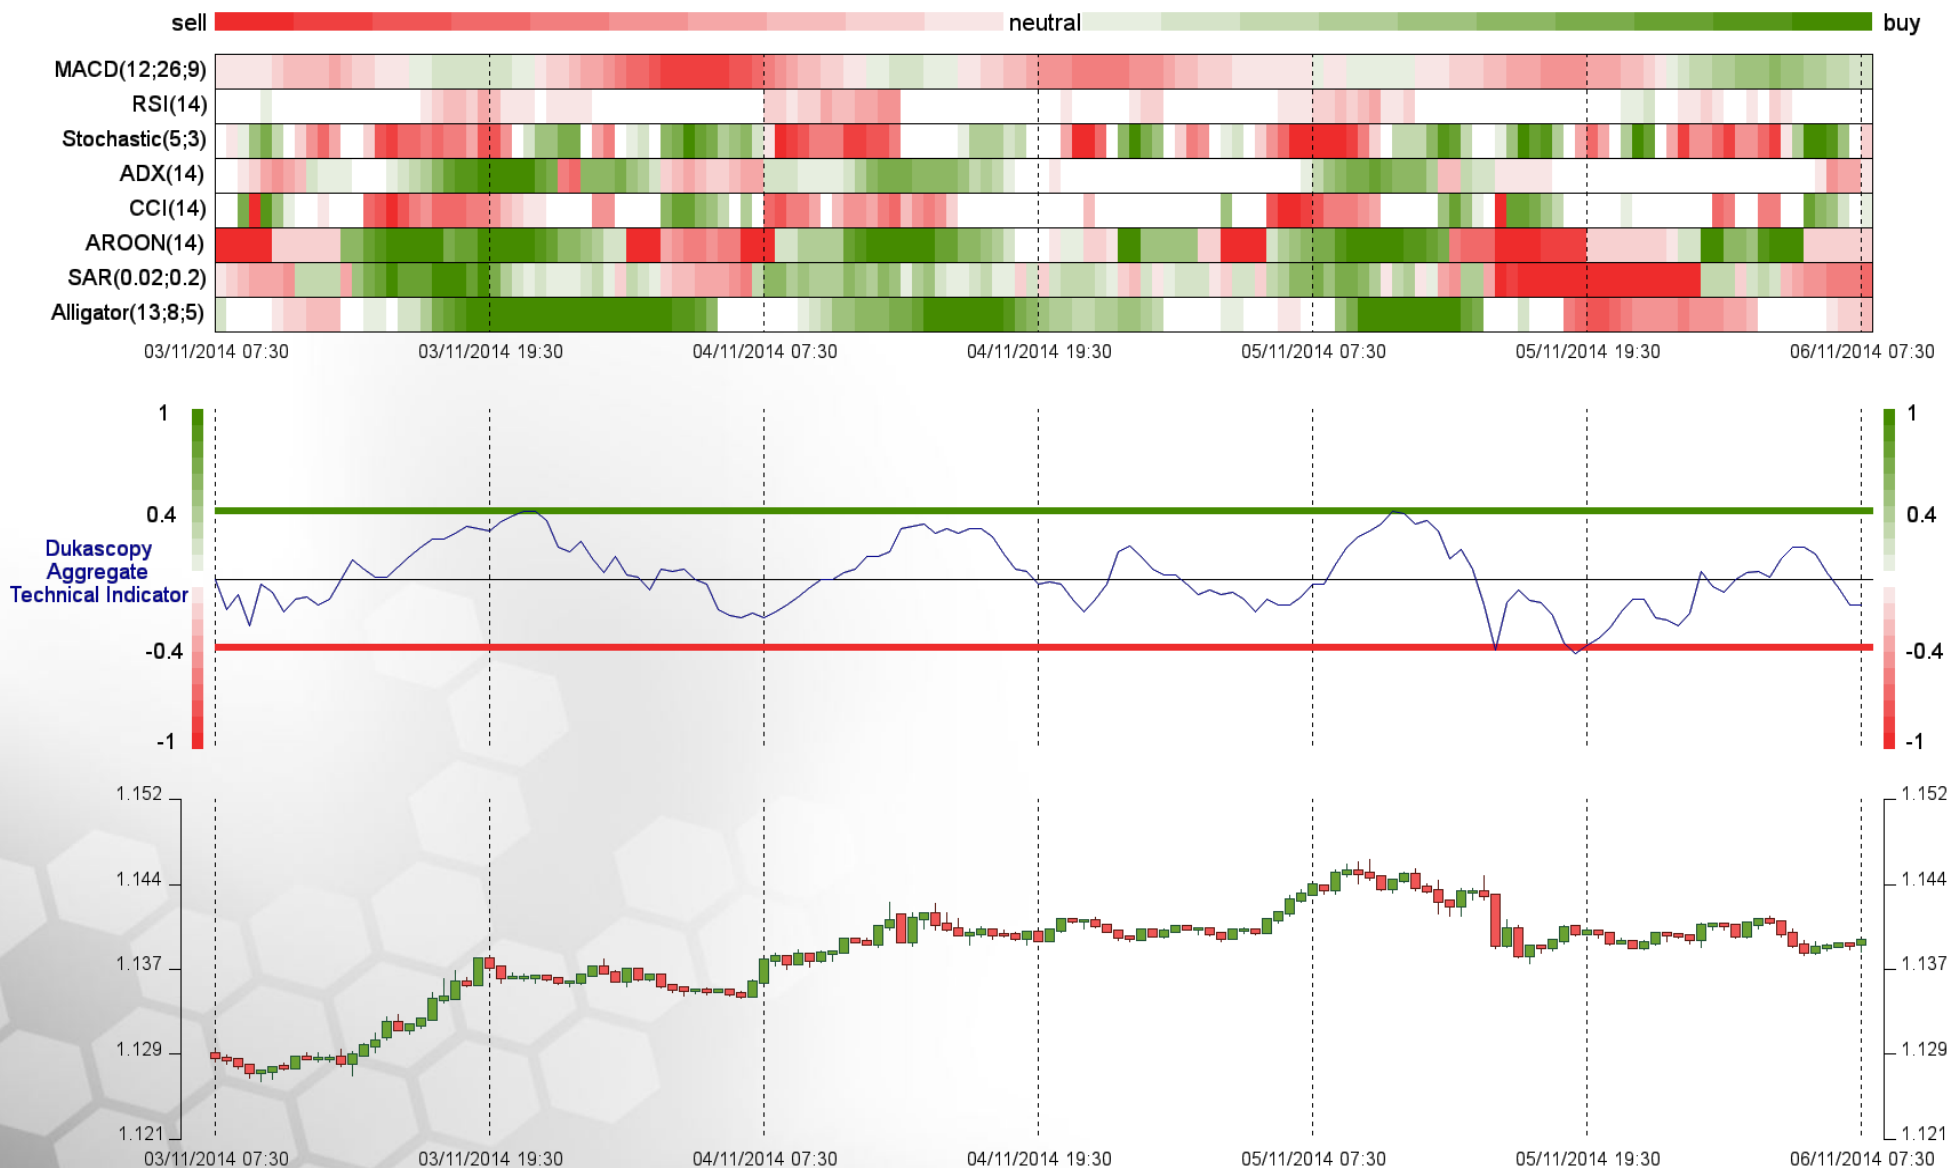 sell neutral buy
MACD(12;26;9)
RSI(14)
Stochastic(5;3)
ADX(14)
CCI(14)
AROON(14)
SAR(0.02;0.2)
Alligator(13;8;5)
03/11/2014 07:30 03/11/2014 19:30 04/11/2014 07:30 04/11/2014 19:30 05/11/2014 07:30 05/11/2014 19:30 06/11/2014 07:30
1 1
0.4 0.4
Dukascopy
Aggregate
Technical Indicator
-0.4 -0.4
-1 -1
1.152 1.152
1.144 1.144
1.137 1.137
1.129 1.129
1.121 1.121
03/11/2014 07:30 03/11/2014 19:30 04/11/2014 07:30 04/11/2014 19:30 05/11/2014 07:30 05/11/2014 19:30 06/11/2014 07:30